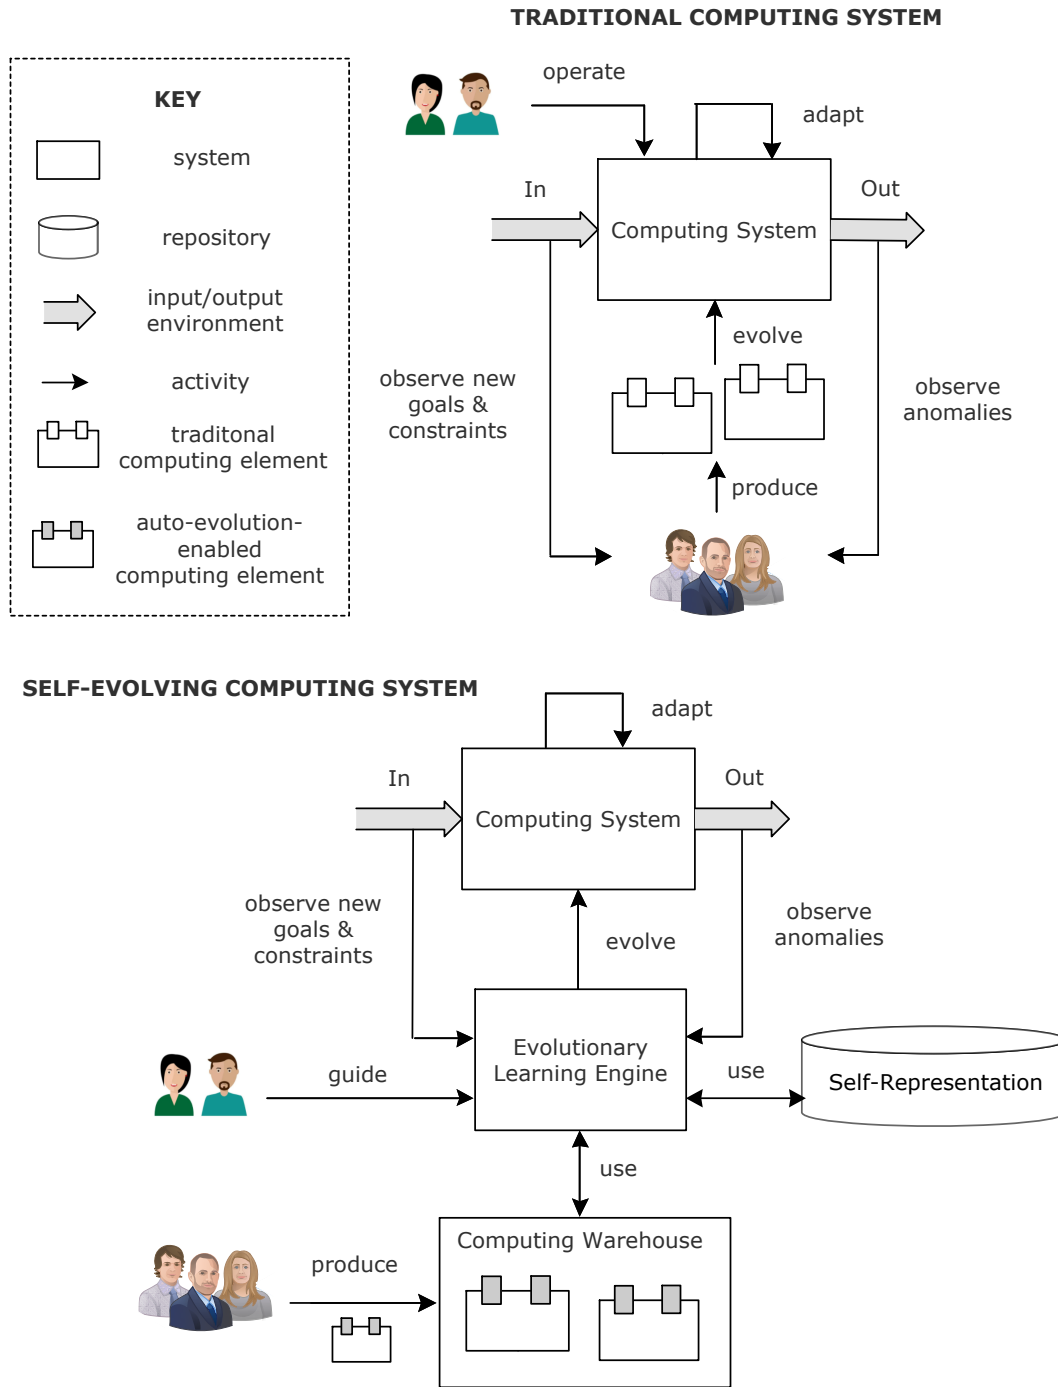 TRADITIONAL COMPUTING SYSTEM
KEY
system
repository
input/output
environment
activity
traditonal
computing element
auto-evolution-
enabled
computing element
operate
adapt
In
Out
Computing System
evolve
observe new
goals &
constraints
observe
anomalies
produce
SELF-EVOLVING COMPUTING SYSTEM
adapt
In
Out
Computing System
observe new
goals &
constraints
evolve
observe
anomalies
Evolutionary
Learning Engine
guide
use
Self-Representation
use
Computing Warehouse
produce